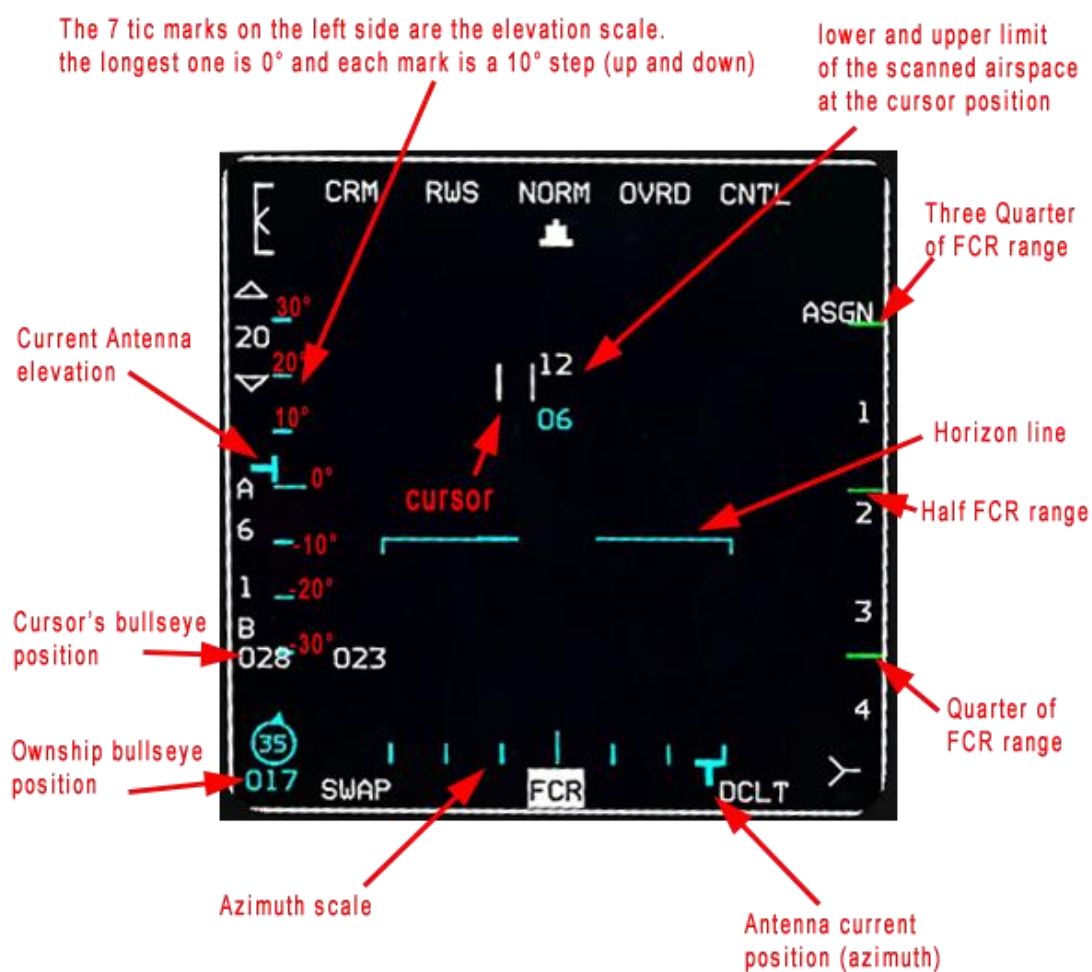 The 7 tic marks on the left side are the elevation scale.
the longest one is 0° and each mark is a 10° step (up and down)
lower and upper limit
of the scanned airspace
at the cursor position
CRM RWS NORM OVRD CNTL
Three Quarter
of FCR range
30°
ASGN
20
Current Antenna
elevation
20°
12
10°
06
1
Horizon line
0°
cursor
A
2
Half FCR range
6
-10°
1
-20°
3
Cursor's bullseye
position
B
-30°
028 023
4
Quarter of
FCR range
Ownship bullseye
position
35
017
SWAP FCR DCLT
Azimuth scale
Antenna current
position (azimuth)